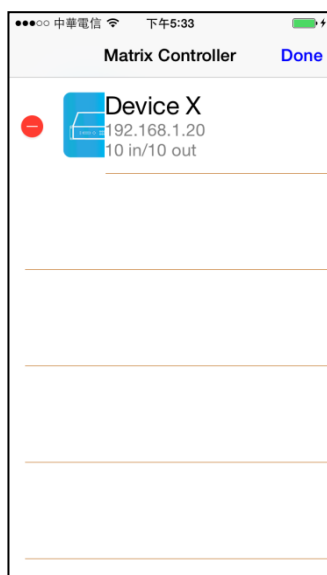 中華電信 下午5:33
Matrix Controller Done
Device X
192.168.1.20
10 in/10 out